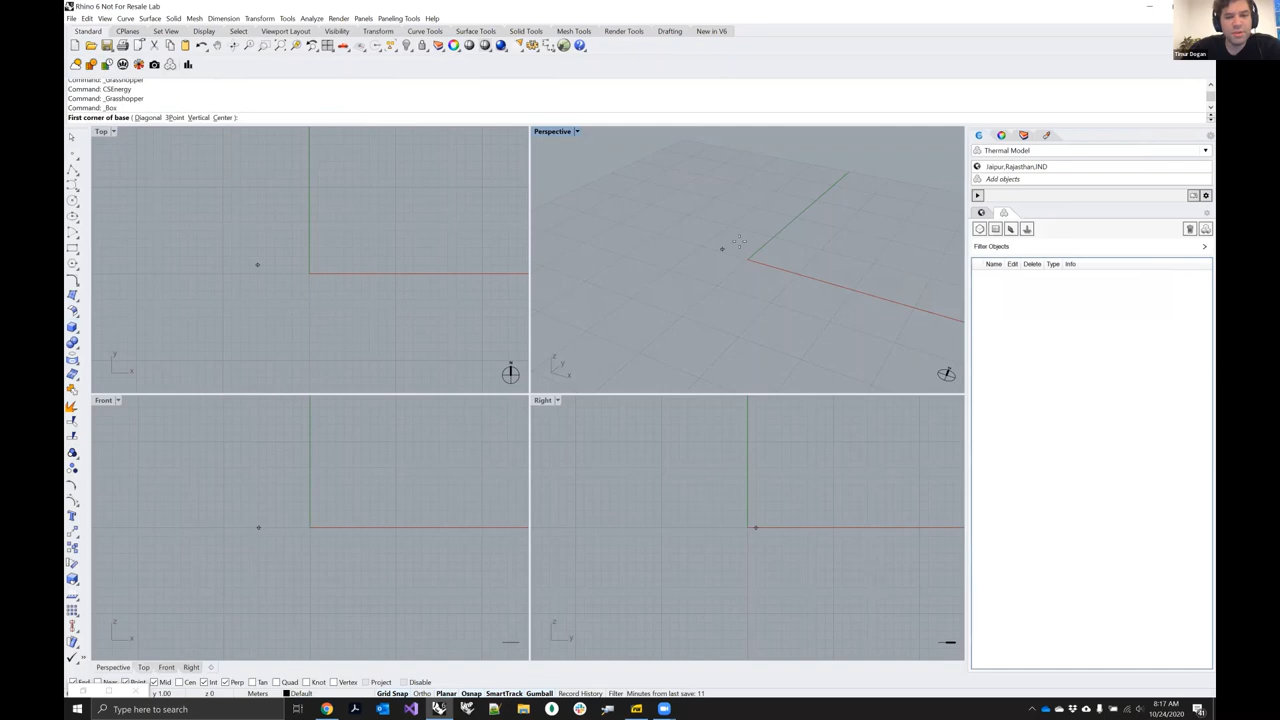 Rhino 6 Not For Resale Lab
File Edit View Curve Surface Solid Mesh Dimension Transform Tools Analyze Render Panels Paneling Tools Help
Standard CPlanes Set View Display Select Viewport Layout Visibility Transform Curve Tools Surface Tools Solid Tools Mesh Tools Render Tools Drafting New in V6
Timur Dogan
Command: _Grasshopper
Command: CSEnergy
Command: _Grasshopper
Command: _Box
First corner of base ( Diagonal 3Point Vertical Center ):
Top
Perspective
Thermal Model
Jaipur,Rajasthan,IND
Add objects
Filter Objects
Name Edit Delete Type Info
y
x
z
y
x
Front
Right
z
x
z
y
Perspective Top Front Right
End Near Point Mid Cen Int Perp Tan Quad Knot Vertex Project Disable
y 1.00 z 0 Meters Default Grid Snap Ortho Planar Osnap SmartTrack Gumball Record History Filter Minutes from last save: 11
Type here to search
8:17 AM
10/24/2020
41